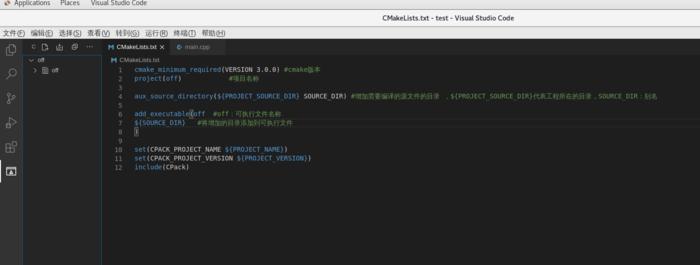 Applications Places Visual Studio Code
CMakeLists.txt - test - Visual Studio Code
文件(F) 编辑(E) 选择(S) 查看(V) 转到(G) 运行(R) 终端(T) 帮助(H)
C ··· CMakeLists.txt × main.cpp
off CMakeLists.txt
off
1 cmake_minimum_required(VERSION 3.0.0) #cmake版本
2 project(off) #项目名称
3
4 aux_source_directory(${PROJECT_SOURCE_DIR} SOURCE_DIR) #增加需要编译的源文件的目录 ，${PROJECT_SOURCE_DIR}代表工程所在的目录，SOURCE_DIR：别名
5
6 add_executable(off #off：可执行文件名称
7 ${SOURCE_DIR} #将增加的目录添加到可执行文件
8 )
9
10 set(CPACK_PROJECT_NAME ${PROJECT_NAME})
11 set(CPACK_PROJECT_VERSION ${PROJECT_VERSION})
12 include(CPack)